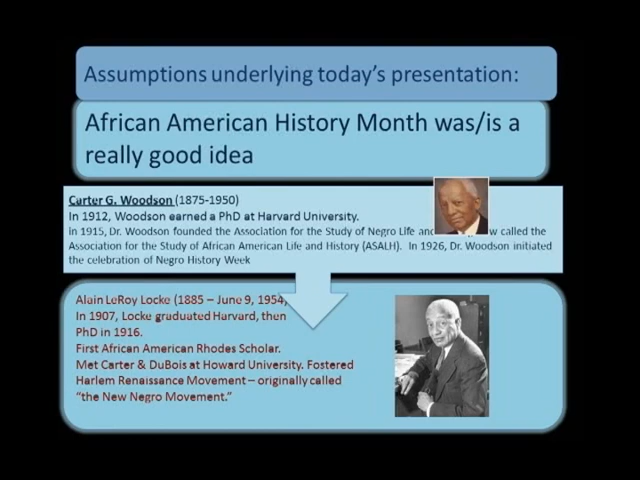 Assumptions underlying today's presentation:
African American History Month was/is a
really good idea
Carter G. Woodson (1875-1950)
In 1912, Woodson earned a PhD at Harvard University.
in 1915, Dr. Woodson founded the Association for the Study of Negro Life and w called the
Association for the Study of African American Life and History (ASALH). In 1926, Dr. Woodson initiated
the celebration of Negro History Week
Alain LeRoy Locke (1885 – June 9, 1954)
In 1907, Locke graduated Harvard, then
PhD in 1916.
First African American Rhodes Scholar.
Met Carter & DuBois at Howard University. Fostered
Harlem Renaissance Movement – originally called
"the New Negro Movement."